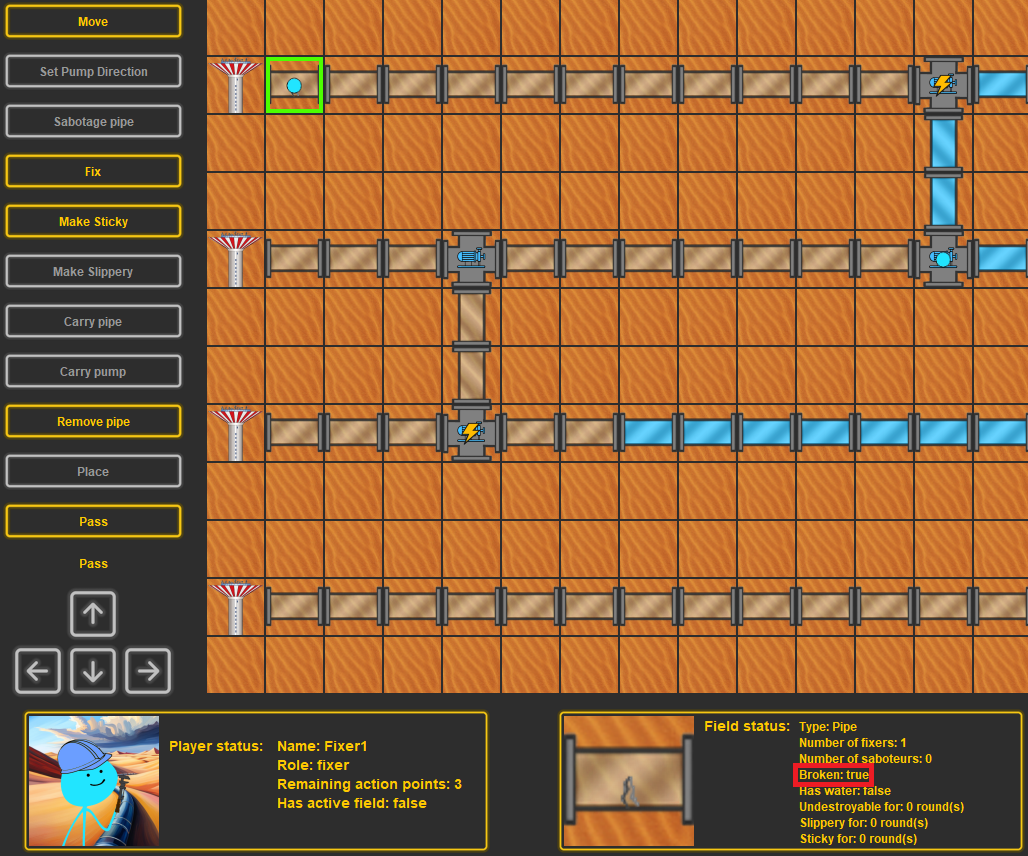 Move
Set Pump Direction
Sabotage pipe
Fix
Make Sticky
Make Slippery
Carry pipe
Carry pump
Remove pipe
Place
Pass
Pass
Player status:
Name: Fixer1
Role: fixer
Remaining action points: 3
Has active field: false
Field status:
Type: Pipe
Number of fixers: 1
Number of saboteurs: 0
Broken: true
Has water: false
Undestroyable for: 0 round(s)
Slippery for: 0 round(s)
Sticky for: 0 round(s)